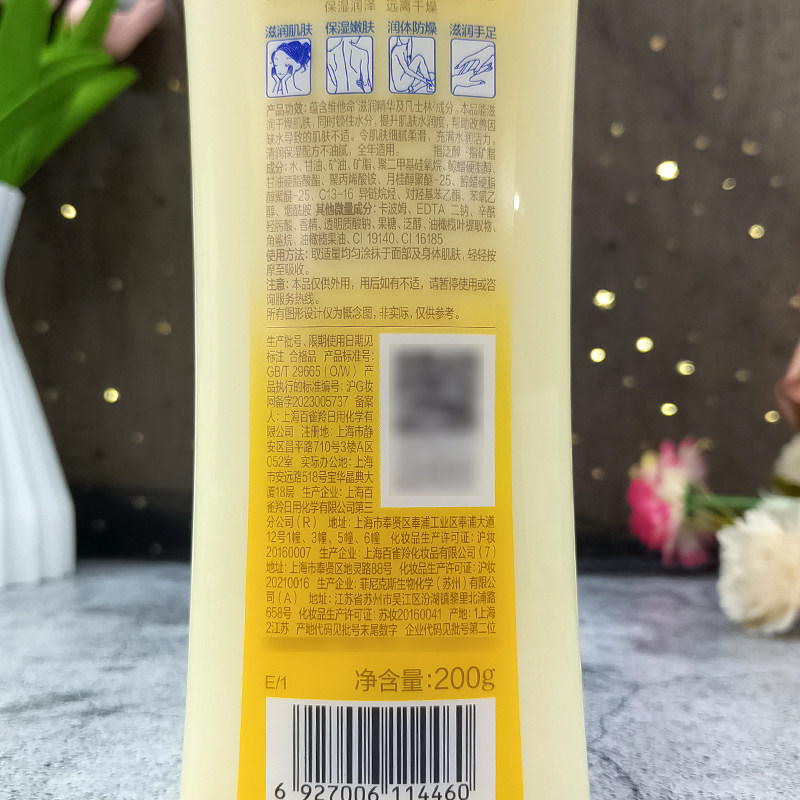 保湿润泽 远离干燥
滋润肌肤 保湿嫩肤 润体防燥 滋润手足
产品功效：蕴含维他命⁺滋润精华及凡士林²成分。本品能滋
润干燥肌肤，同时锁住水分，提升肌肤水润度，帮助改善因
缺水导致的肌肤不适。令肌肤细腻柔滑，充满水润活力。
清润保湿配方不油腻，全年适用。 ¹指泛醇 ²指矿脂
成分：水、甘油、矿油、矿脂、聚二甲基硅氧烷、鲸蜡硬脂醇、
甘油硬脂酸酯、聚丙烯酸铵、月桂醇聚醚-25、鲸蜡硬脂
醇聚醚-25、C13-16 异链烷烃、对羟基苯乙酮、苯氧乙
醇、烟酰胺 其他微量成分：卡波姆、EDTA 二钠、辛酰
羟肟酸、香精、透明质酸钠、果糖、泛醇、油橄榄叶提取物、
角鲨烷、油橄榄果油、CI 19140、CI 16185
使用方法：取适量均匀涂抹于面部及身体肌肤，轻轻按
摩至吸收。
注意：本品仅供外用，用后如有不适，请暂停使用或咨
询服务热线。
所有图形设计仅为概念图，非实际，仅供参考。
生产批号、限期使用日期见
标注 合格品 产品标准号：
GB/T 29665（O/W） 产
品执行的标准编号：沪G妆
网备字2023005737 备案
人：上海百雀羚日用化学有
限公司 注册地：上海市静
安区昌平路710号3楼A区
052室 实际办公地：上海
市安远路518号宝华晶典大
厦18层 生产企业：上海百
雀羚日用化学有限公司第三
分公司（R） 地址：上海市奉贤区奉浦工业区奉浦大道
12号1幢、3幢、5幢、6幢 化妆品生产许可证：沪妆
20160007 生产企业：上海百雀羚化妆品有限公司（7）
地址：上海市奉贤区地灵路88号 化妆品生产许可证：沪妆
20210016 生产企业：菲尼克斯生物化学（苏州）有限公
司（A） 地址：江苏省苏州市吴江区汾湖镇黎里北浦路
658号 化妆品生产许可证：苏妆20160041 产地：1上海
2江苏 产地代码见批号末尾数字 企业代码见批号第二位
E/1 净含量：200g
6 927006 114460